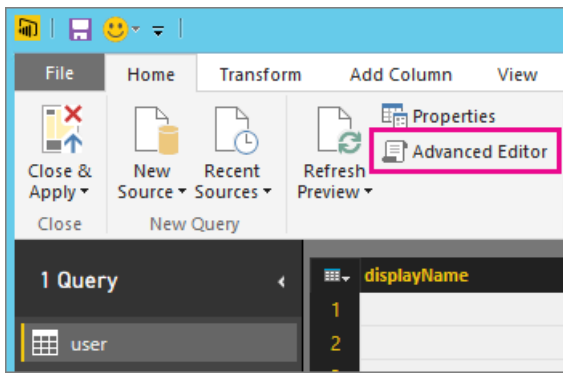 File Home Transform Add Column View
Properties
Advanced Editor
Close & New Recent Refresh
Apply Source Sources Preview
Close New Query
1 Query
displayName
1
user
2